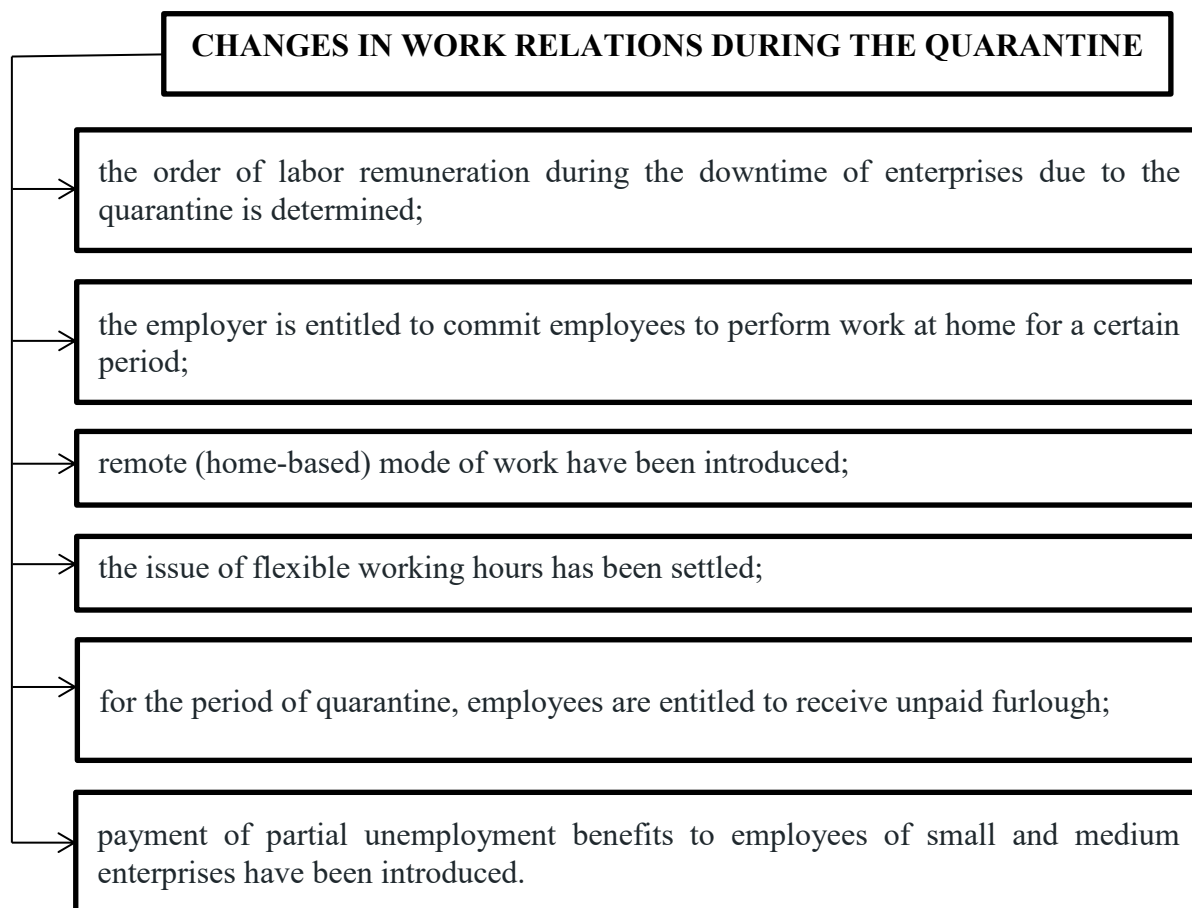 CHANGES IN WORK RELATIONS DURING THE QUARANTINE
the order of labor remuneration during the downtime of enterprises due to the
quarantine is determined;
the employer is entitled to commit employees to perform work at home for a certain
period;
remote (home-based) mode of work have been introduced;
the issue of flexible working hours has been settled;
for the period of quarantine, employees are entitled to receive unpaid furlough;
payment of partial unemployment benefits to employees of small and medium
enterprises have been introduced.